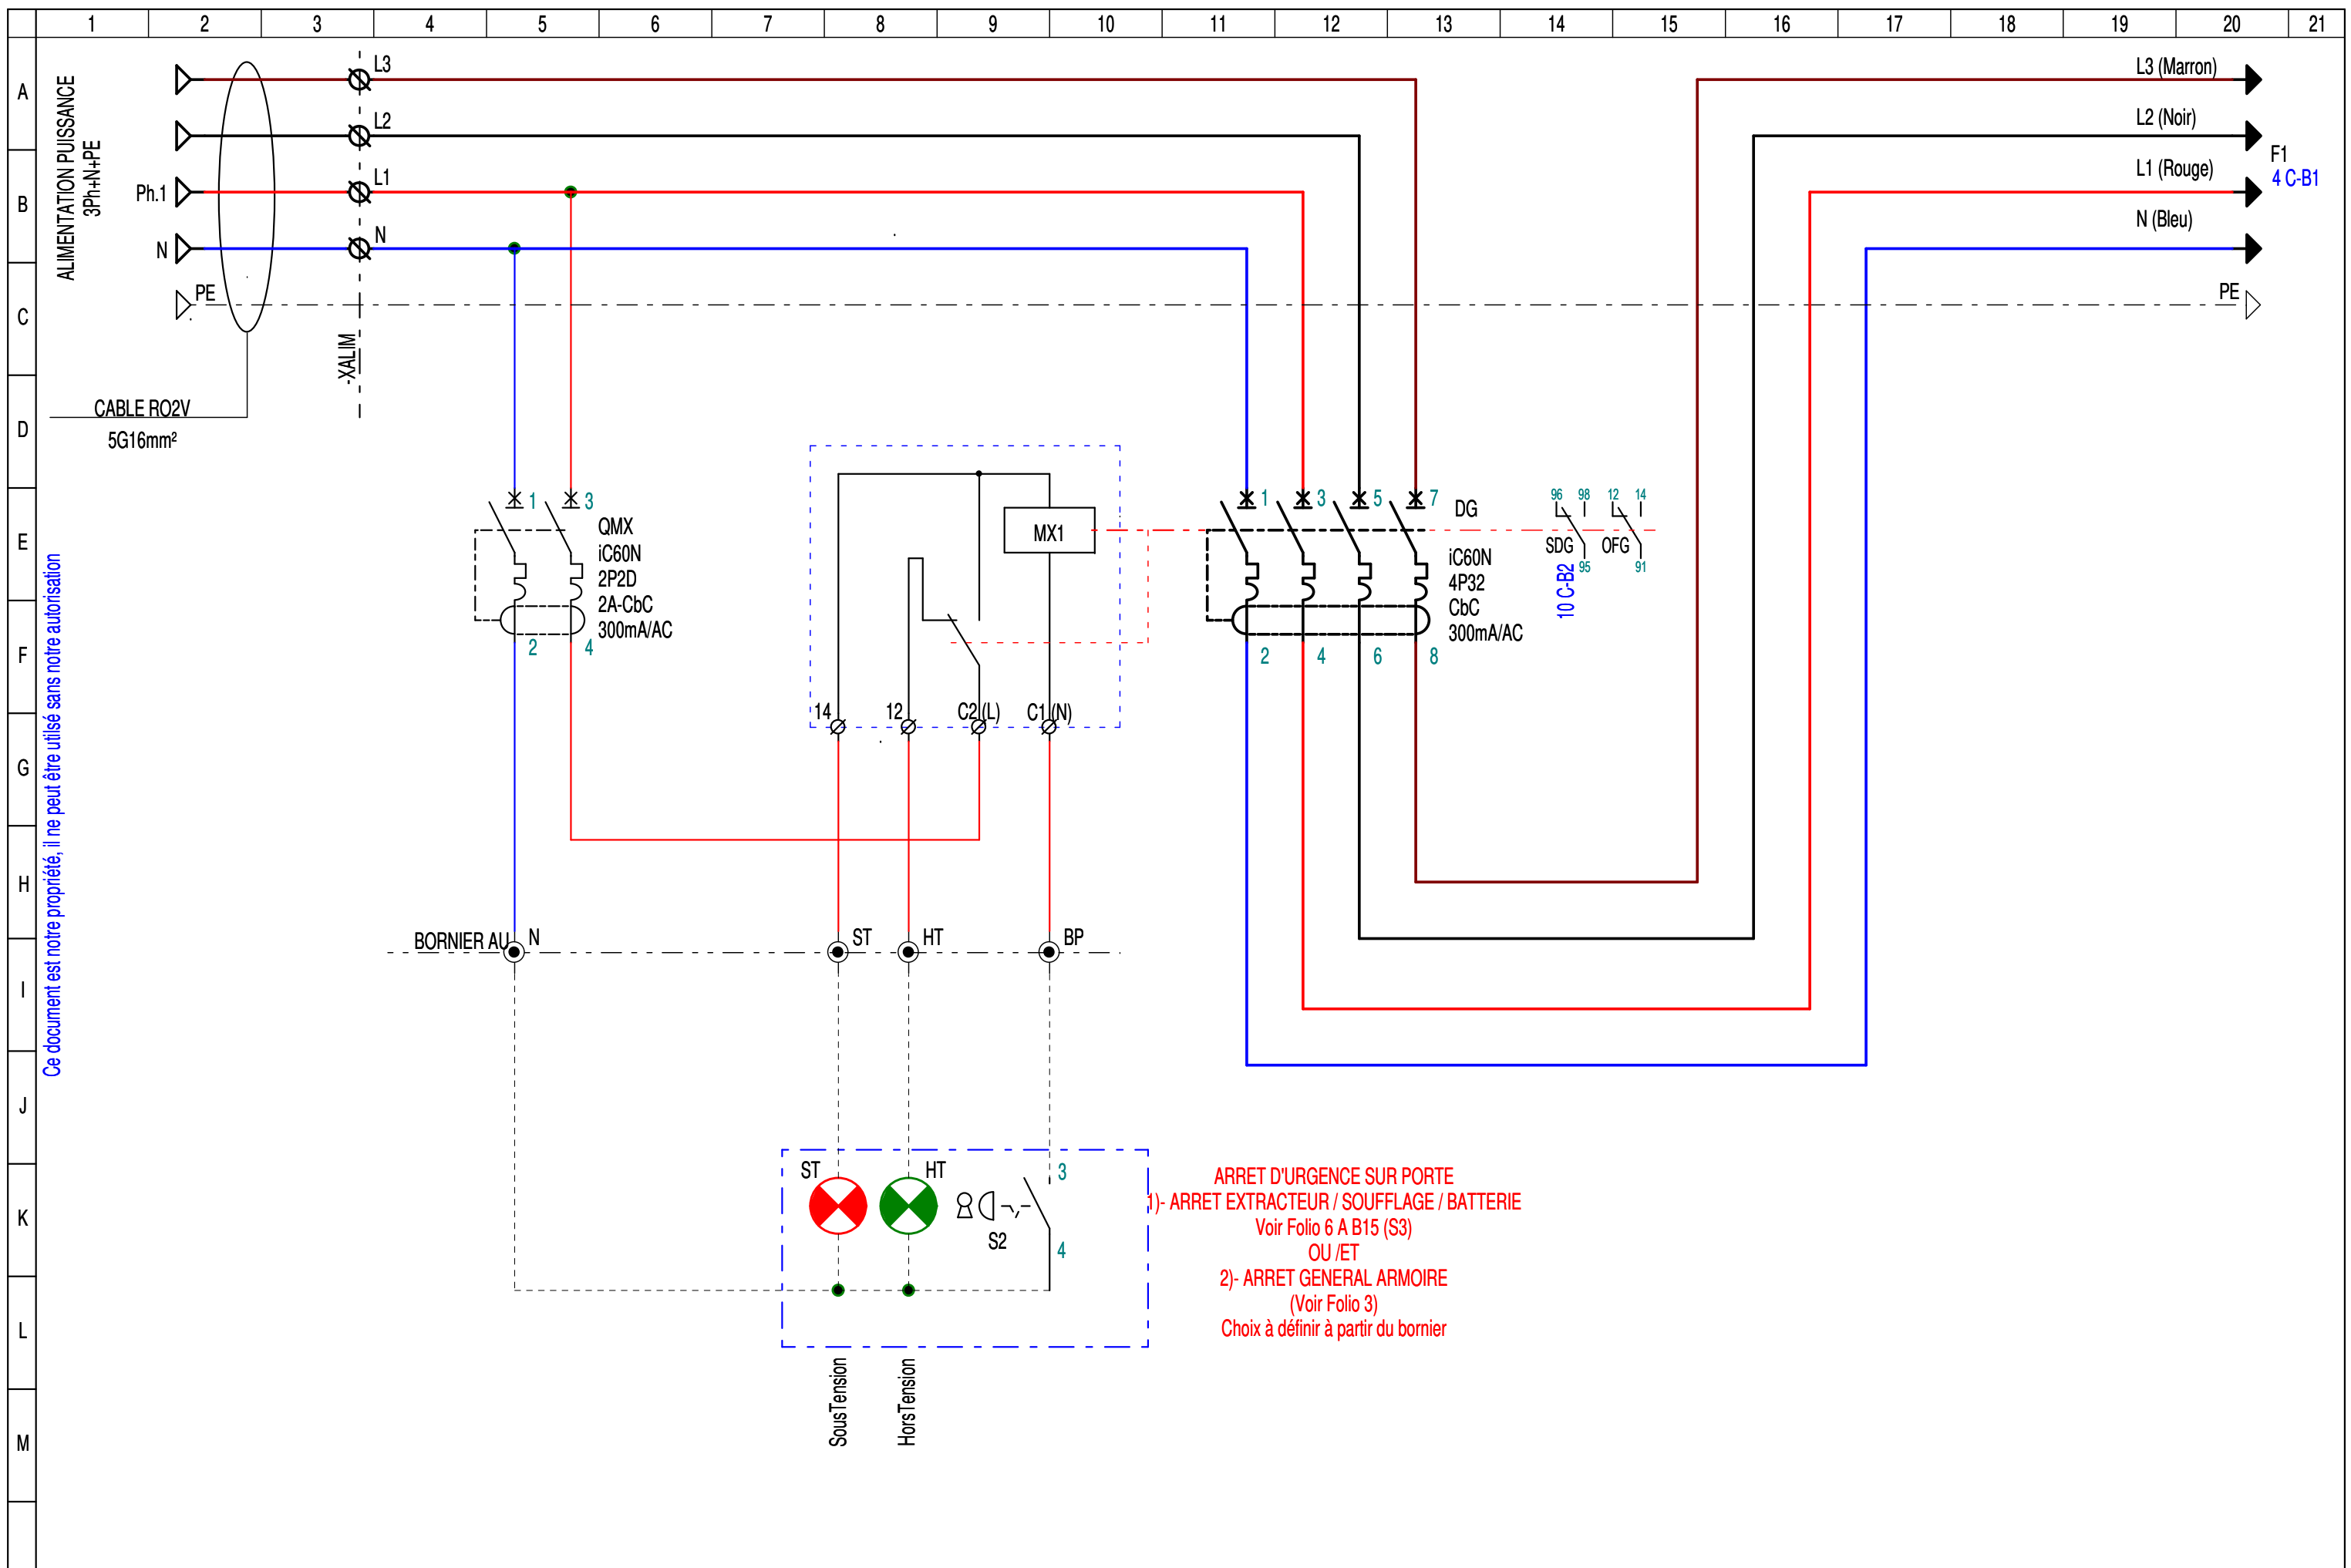 1 2 3 4 5 6 7 8 9 10 11 12 13 14 15 16 17 18 19 20 21
A
B
C
D
E
F
G
H
I
J
K
L
M
ALIMENTATION PUISSANCE
3Ph+N+PE
L3
L2
Ph.1
L1
N
N
PE
-XALIM
CABLE RO2V
5G16mm²
L3 (Marron)
L2 (Noir)
F1
4 C-B1
L1 (Rouge)
N (Bleu)
PE
1 3
QMX
iC60N
2P2D
2A-CbC
300mA/AC
2 4
MX1
14 12 C2 (L) C1 (N)
1 3 5 7
DG
iC60N
4P32
CbC
300mA/AC
2 4 6 8
96 98 12 14
SDG OFG
95 91
10 C-B2
BORNIER AU N ST HT BP
ST HT 3
S2
4
SousTension
HorsTension
ARRET D'URGENCE SUR PORTE
1)- ARRET EXTRACTEUR / SOUFFLAGE / BATTERIE
Voir Folio 6 A B15 (S3)
OU /ET
2)- ARRET GENERAL ARMOIRE
(Voir Folio 3)
Choix à définir à partir du bornier
Ce document est notre propriété, il ne peut être utilisé sans notre autorisation